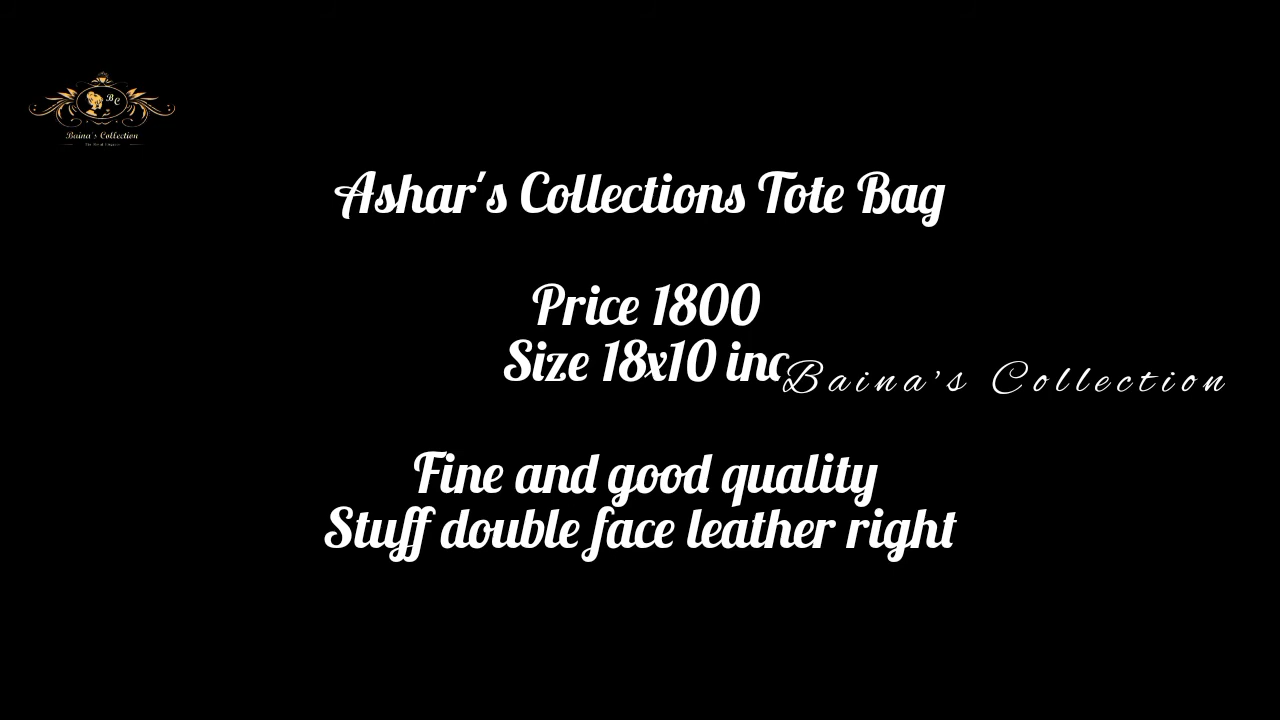 BC
Baina's Collection
Ashar's Collections Tote Bag
Price 1800
Size 18x10 inc
Baina's Collection
Fine and good quality
Stuff double face leather right